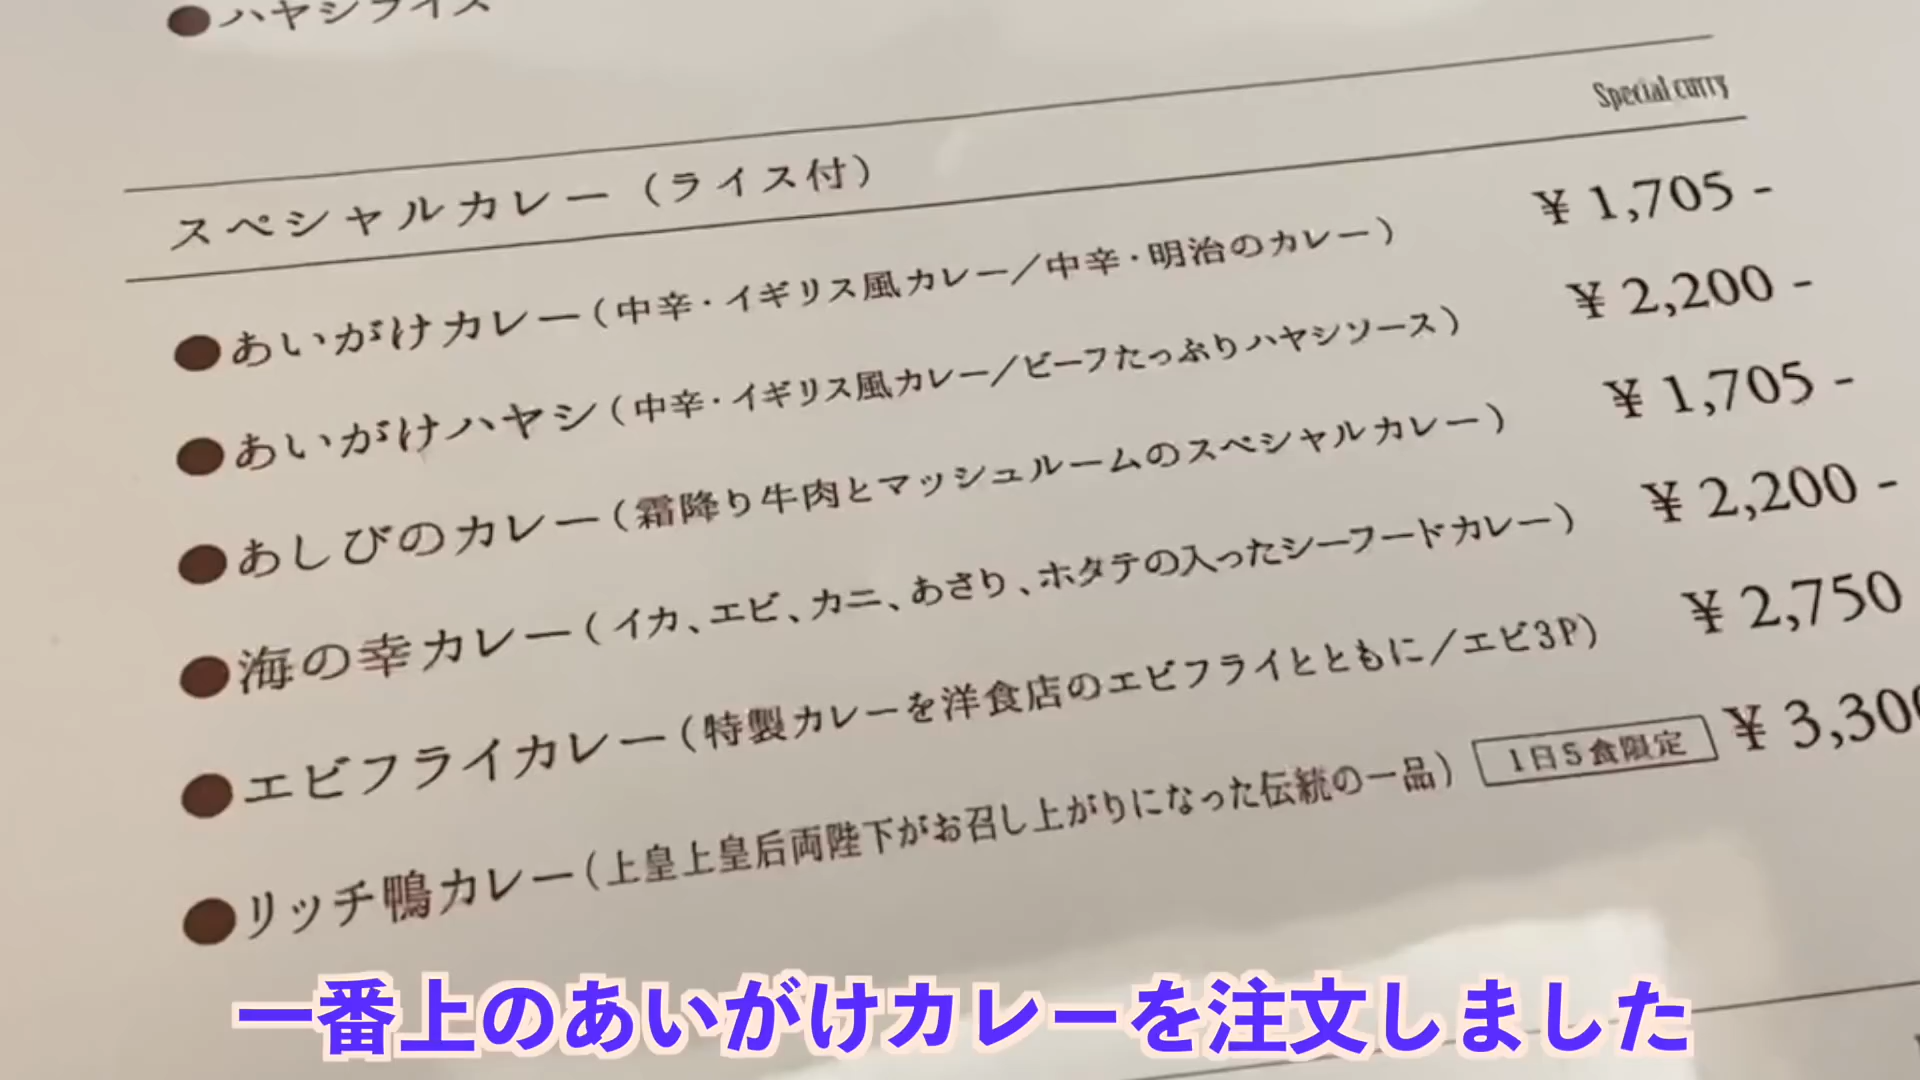 ●ハヤシライス
Special curry
スペシャルカレー（ライス付）
●あいがけカレー（中辛・イギリス風カレー／中辛・明治のカレー） ¥1,705-
●あいがけハヤシ（中辛・イギリス風カレー／ビーフたっぷりハヤシソース） ¥2,200-
●あしびのカレー（霜降り牛肉とマッシュルームのスペシャルカレー） ¥1,705-
●海の幸カレー（イカ、エビ、カニ、あさり、ホタテの入ったシーフードカレー） ¥2,200-
●エビフライカレー（特製カレーを洋食店のエビフライとともに／エビ3P） ¥2,750
●リッチ鴨カレー（上皇上皇后両陛下がお召し上がりになった伝統の一品） 1日5食限定 ¥3,300
一番上のあいがけカレーを注文しました